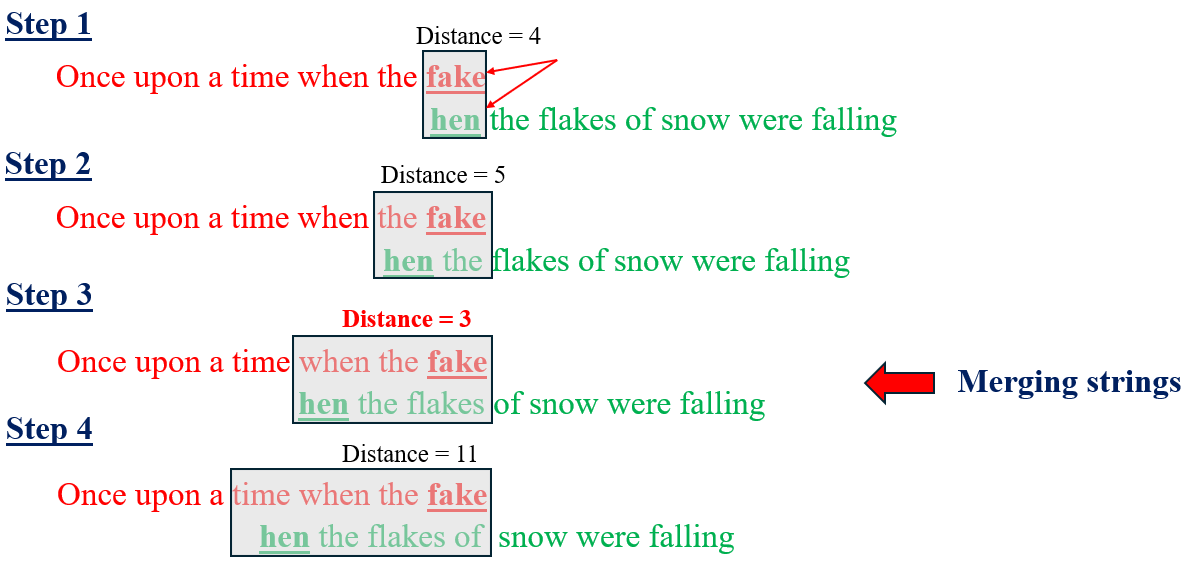 Step 1
Distance = 4
Once upon a time when the fake
hen the flakes of snow were falling
Step 2
Distance = 5
Once upon a time when the fake
hen the flakes of snow were falling
Step 3
Distance = 3
Once upon a time when the fake
hen the flakes of snow were falling
Merging strings
Step 4
Distance = 11
Once upon a time when the fake
hen the flakes of snow were falling